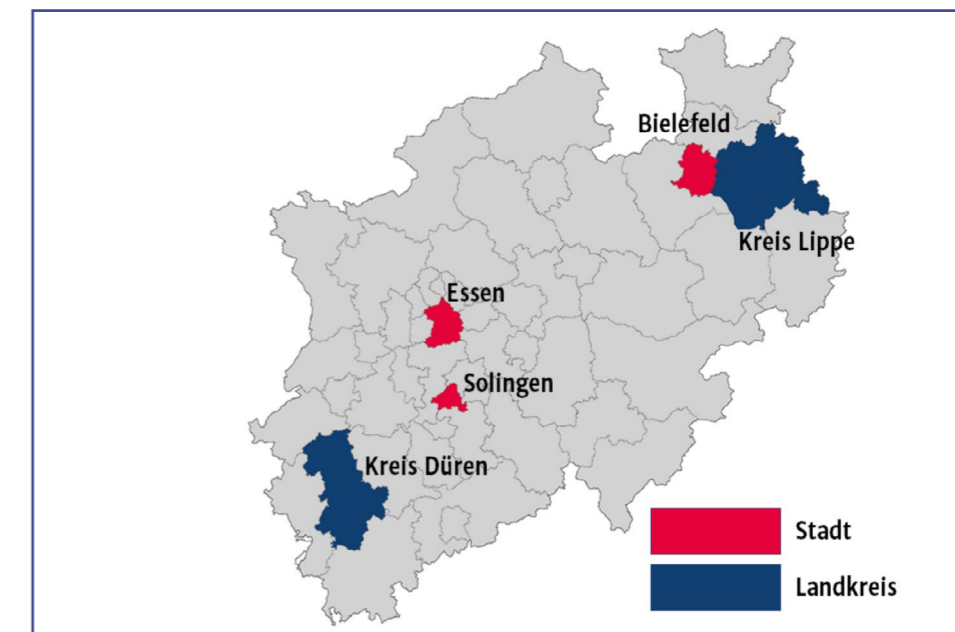 Bielefeld
Kreis Lippe
Essen
Solingen
Kreis Düren
Stadt
Landkreis